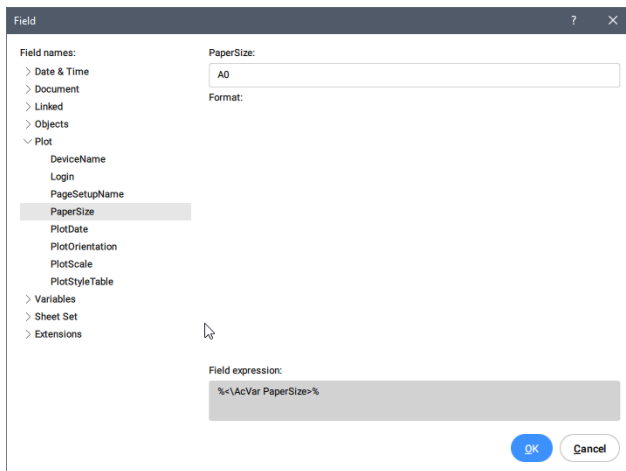 Field
Field names:
Date & Time
Document
Linked
Objects
Plot
DeviceName
Login
PageSetupName
PaperSize
PlotDate
PlotOrientation
PlotScale
PlotStyleTable
Variables
Sheet Set
Extensions
PaperSize:
A0
Format:
Field expression:
%<\AcVar PaperSize>%
OK
Cancel